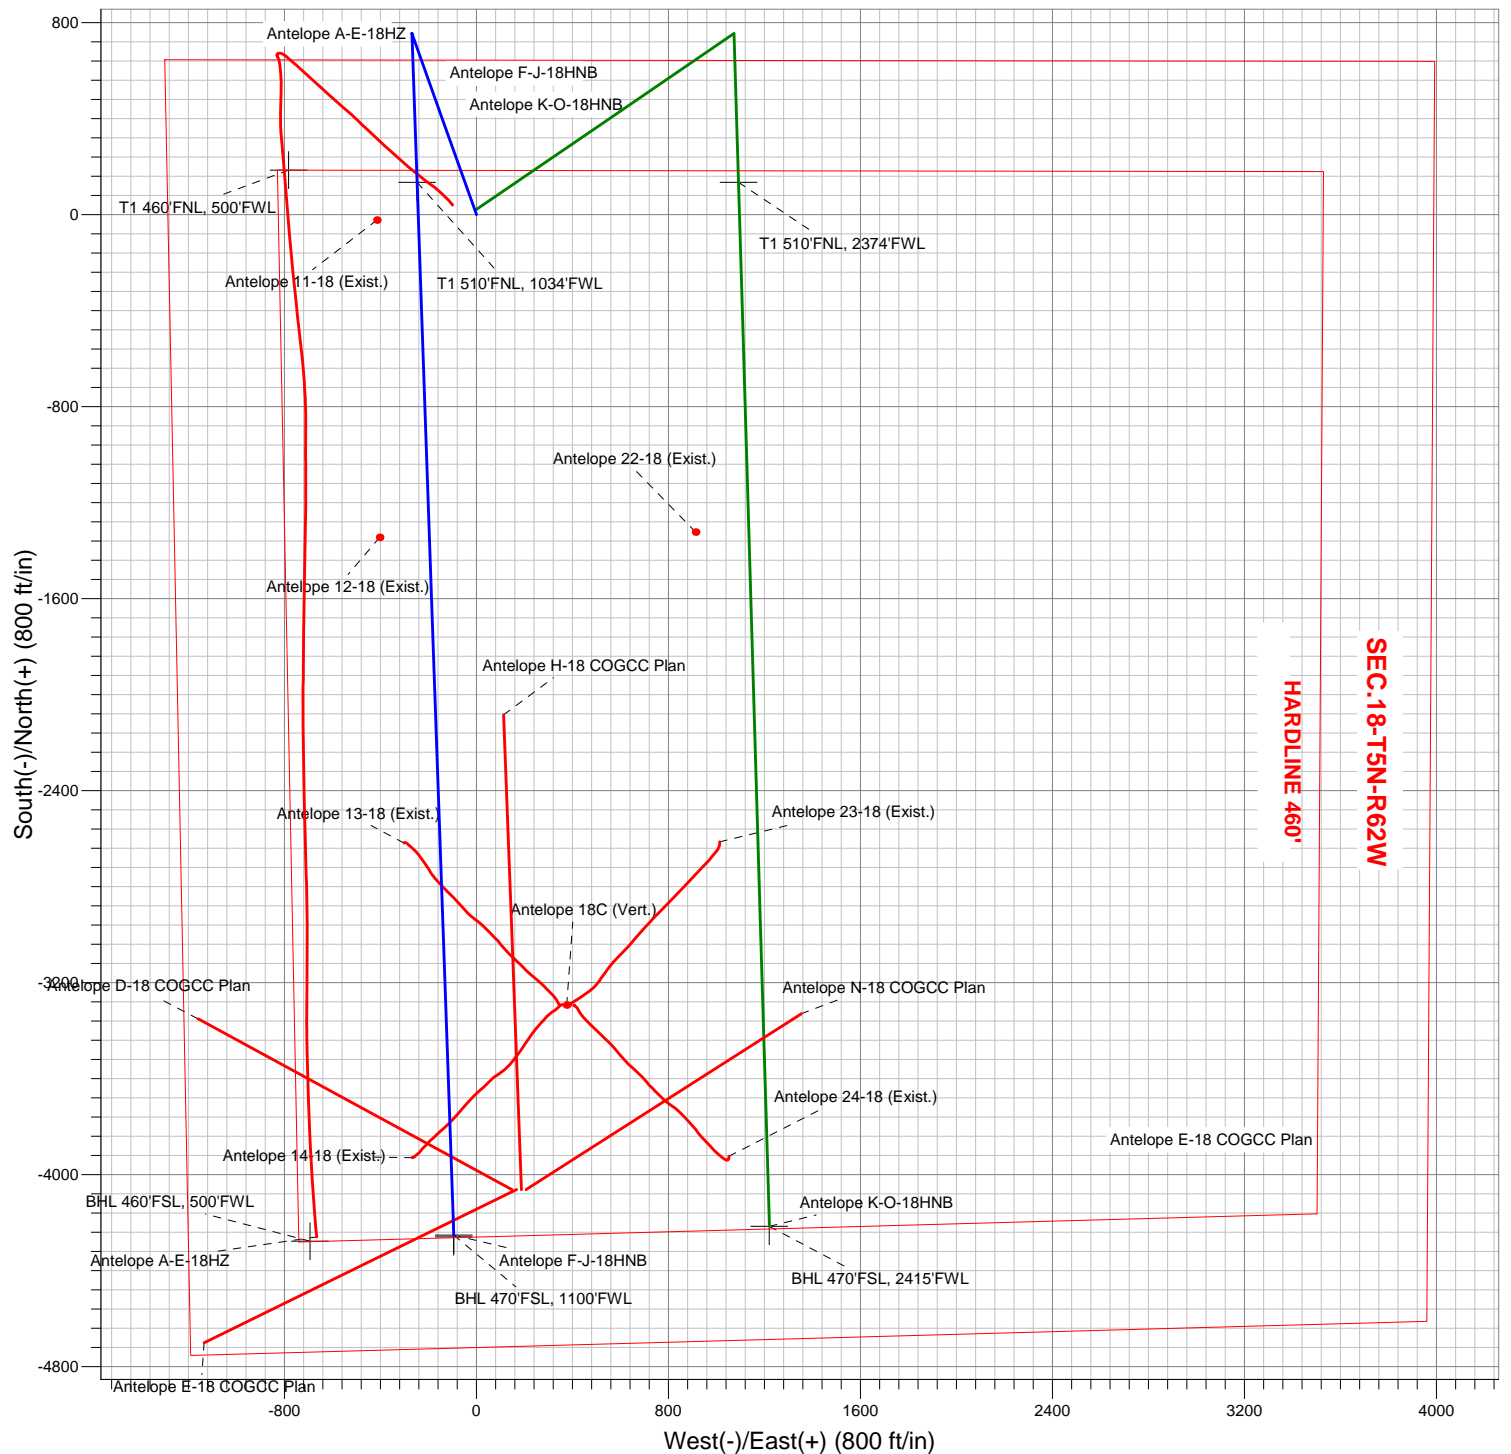 800
Antelope A-E-18HZ
Antelope F-J-18HNB
Antelope K-O-18HNB
T1 460'FNL, 500'FWL
0
T1 510'FNL, 2374'FWL
Antelope 11-18 (Exist.)
T1 510'FNL, 1034'FWL
-800
Antelope 22-18 (Exist.)
Antelope 12-18 (Exist.)
-1600
South(-)/North(+) (800 ft/in)
SEC.18-T5N-R62W
HARDLINE 460'
Antelope H-18 COGCC Plan
-2400
Antelope 13-18 (Exist.)
Antelope 23-18 (Exist.)
Antelope 18C (Vert.)
-3200
Antelope D-18 COGCC Plan
Antelope N-18 COGCC Plan
Antelope 24-18 (Exist.)
Antelope E-18 COGCC Plan
Antelope 14-18 (Exist.)
-4000
BHL 460'FSL, 500'FWL
Antelope K-O-18HNB
Antelope A-E-18HZ
Antelope F-J-18HNB
BHL 470'FSL, 2415'FWL
BHL 470'FSL, 1100'FWL
-4800
Antelope E-18 COGCC Plan
-800
0
800
1600
2400
3200
4000
West(-)/East(+) (800 ft/in)